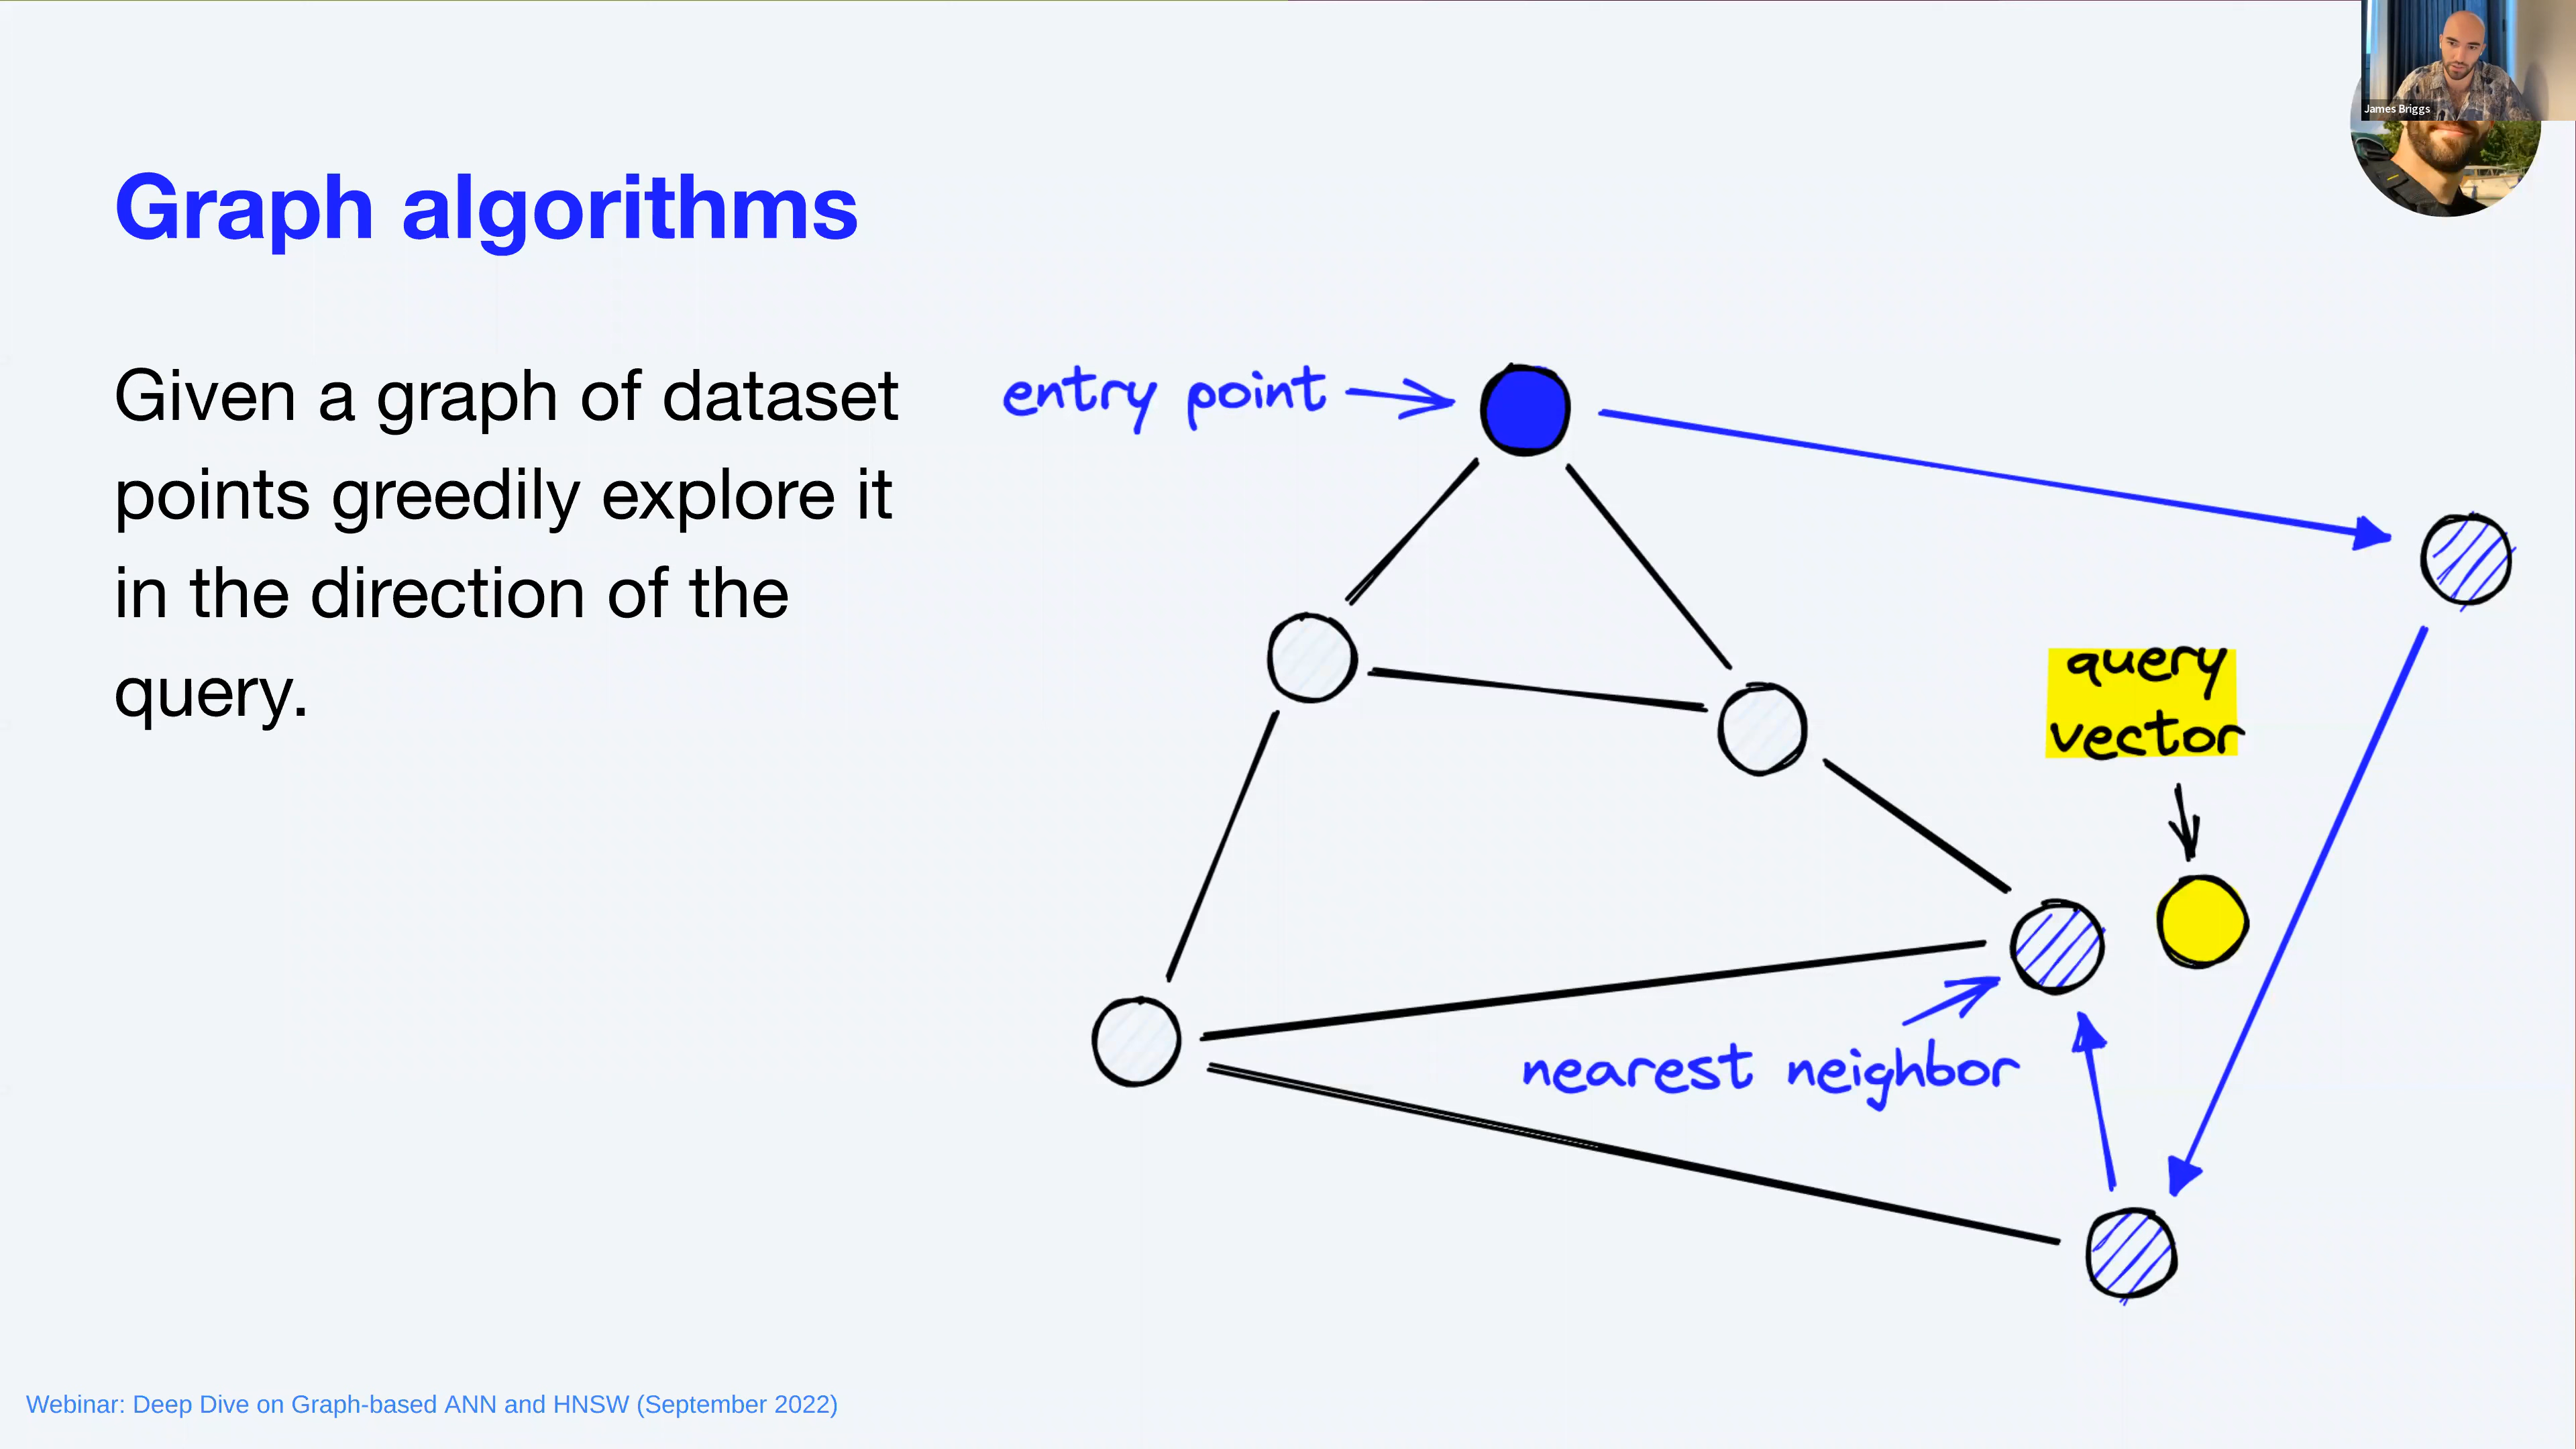 James Briggs
Graph algorithms
Given a graph of dataset
points greedily explore it
in the direction of the
query.
entry point
query
vector
nearest neighbor
Webinar: Deep Dive on Graph-based ANN and HNSW (September 2022)